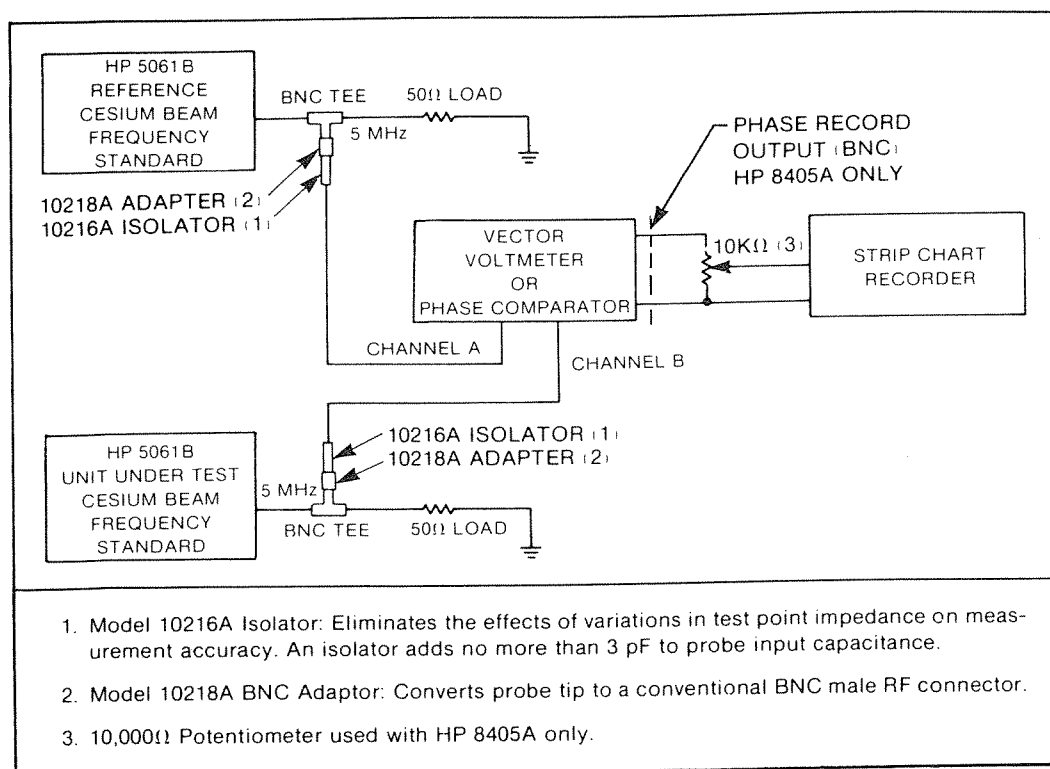 HP 5061B
REFERENCE
CESIUM BEAM
FREQUENCY
STANDARD
BNC TEE
50Ω LOAD
5 MHz
10218A ADAPTER (2)
10216A ISOLATOR (1)
PHASE RECORD
OUTPUT (BNC)
HP 8405A ONLY
VECTOR
VOLTMETER
OR
PHASE COMPARATOR
10KΩ (3)
STRIP CHART
RECORDER
CHANNEL A
CHANNEL B
HP 5061B
UNIT UNDER TEST
CESIUM BEAM
FREQUENCY
STANDARD
10216A ISOLATOR (1)
10218A ADAPTER (2)
5 MHz
BNC TEE
50Ω LOAD
1. Model 10216A Isolator: Eliminates the effects of variations in test point impedance on meas-
urement accuracy. An isolator adds no more than 3 pF to probe input capacitance.
2. Model 10218A BNC Adaptor: Converts probe tip to a conventional BNC male RF connector.
3. 10,000Ω Potentiometer used with HP 8405A only.